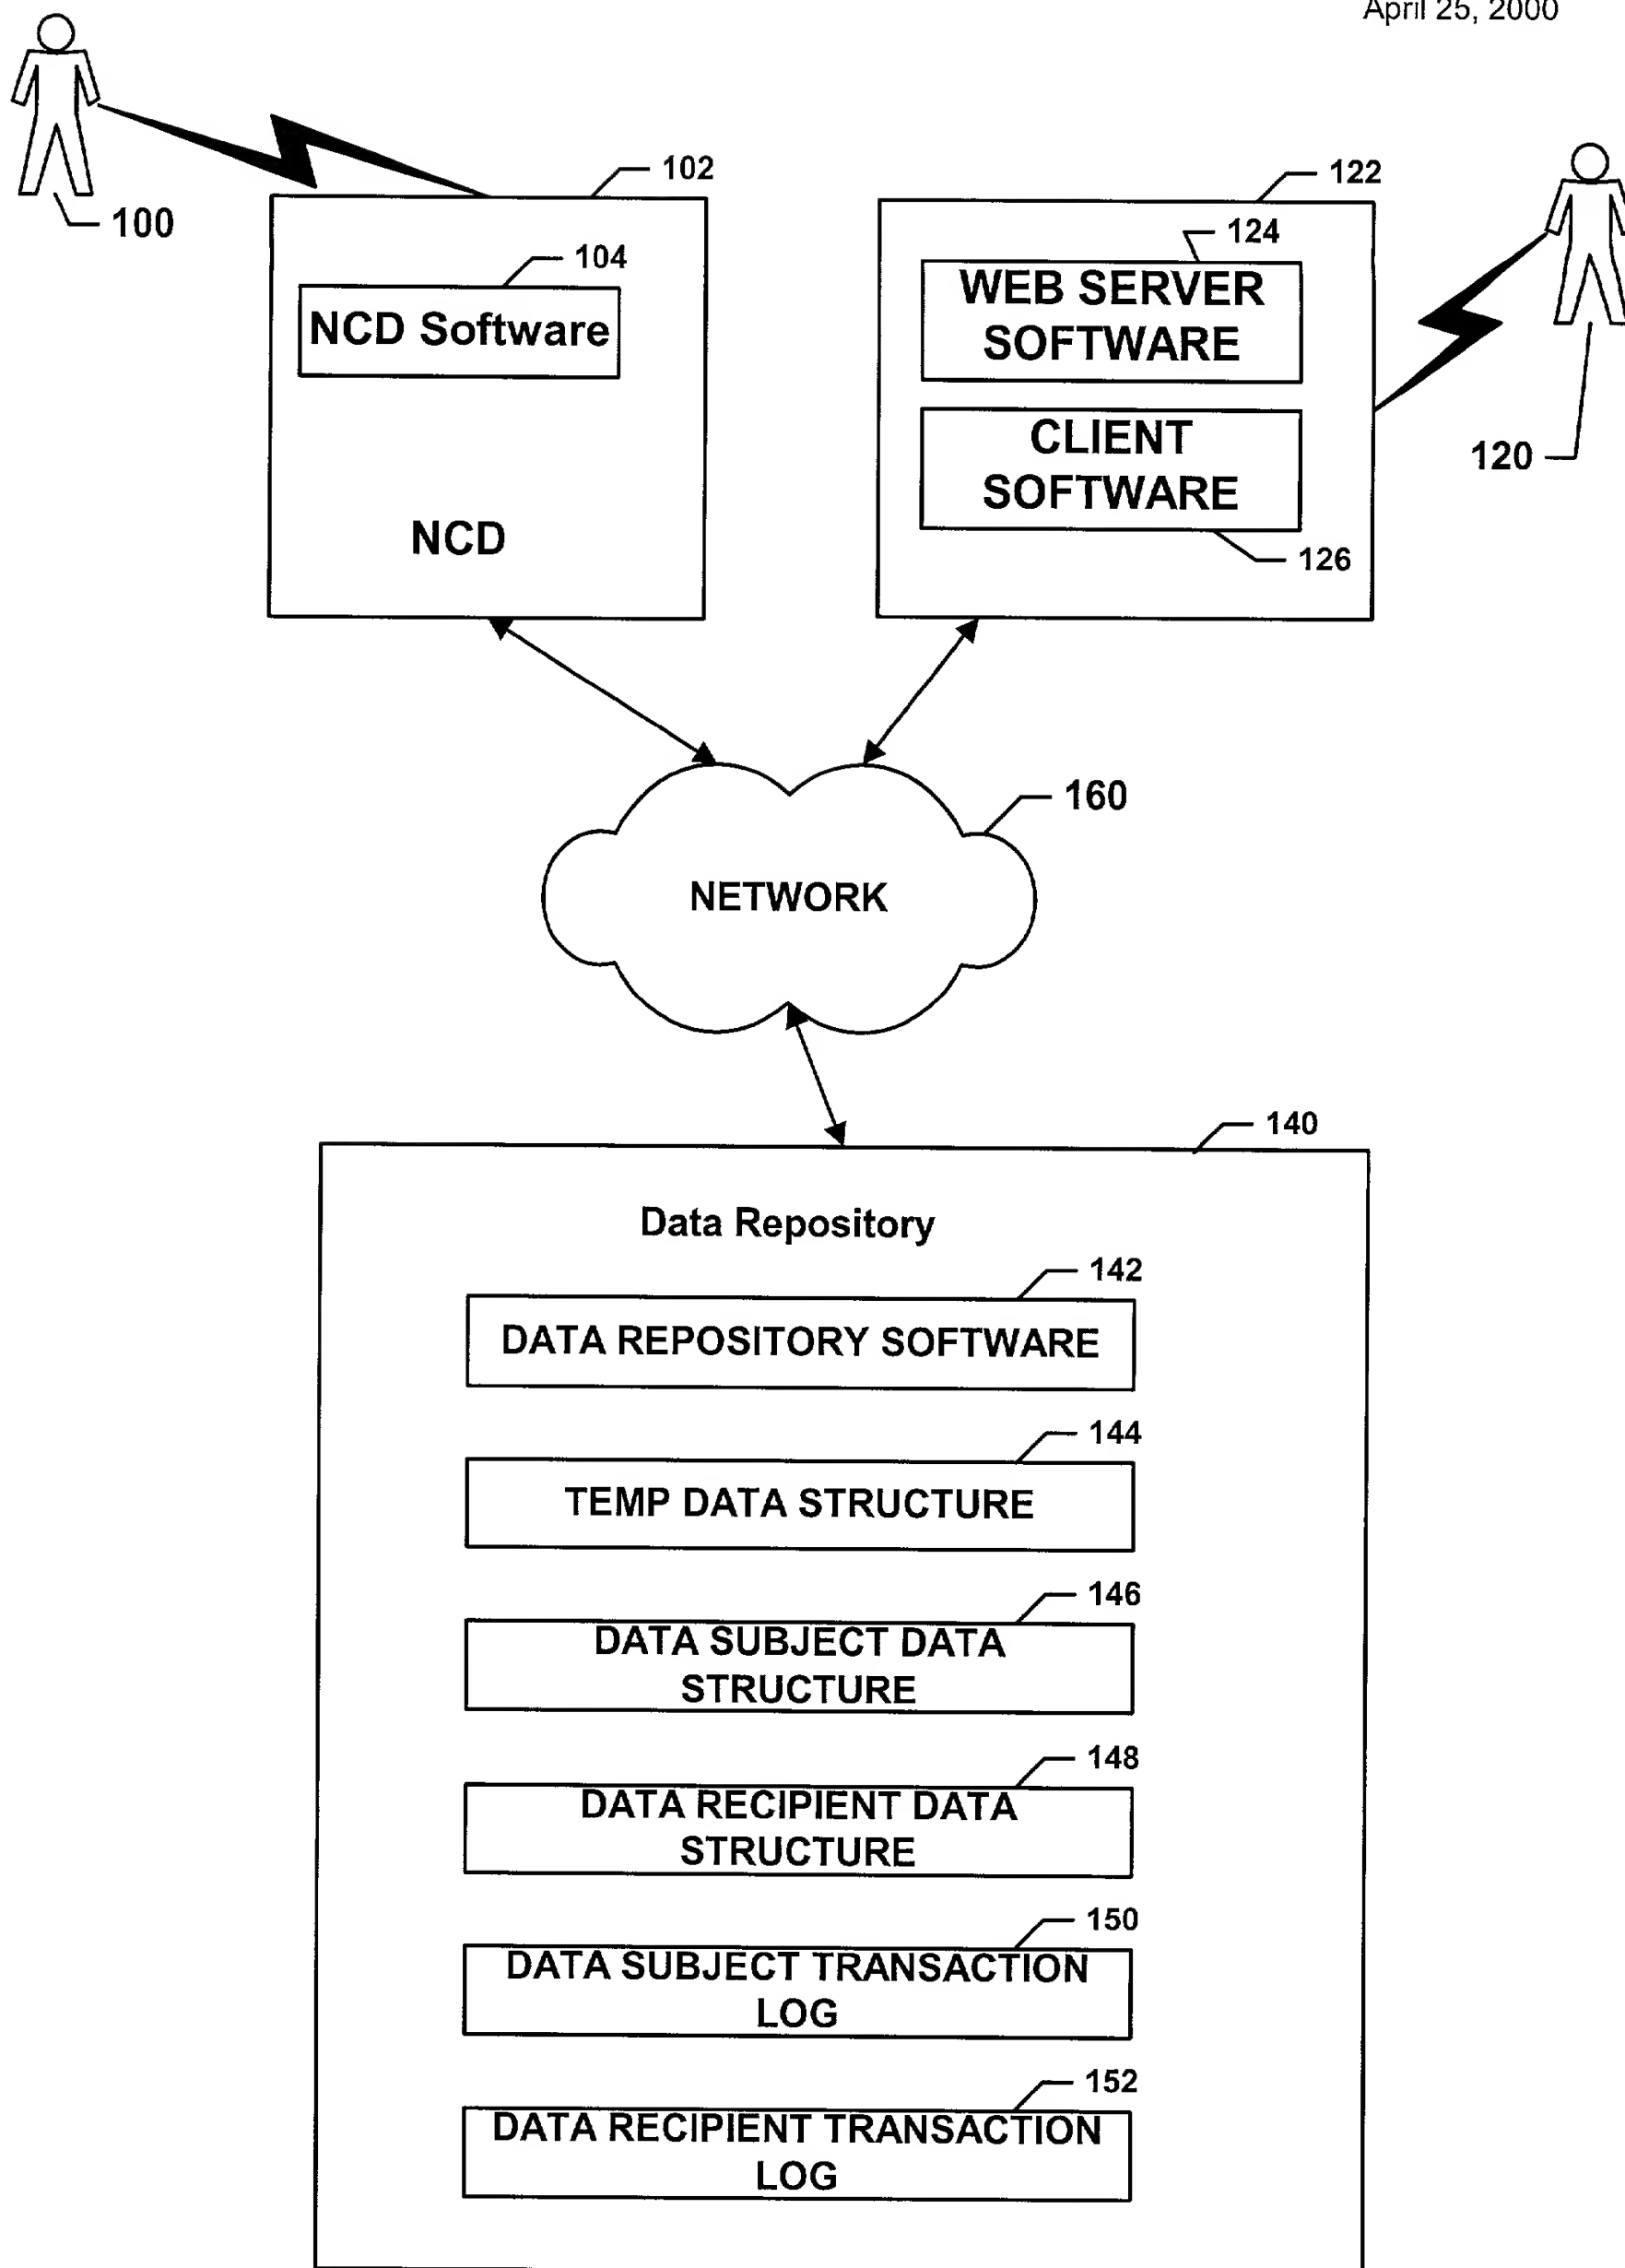 April 25, 2000
102
122
100
124
104
WEB SERVER
SOFTWARE
NCD Software
CLIENT
SOFTWARE
120
NCD
126
160
NETWORK
140
Data Repository
142
DATA REPOSITORY SOFTWARE
144
TEMP DATA STRUCTURE
146
DATA SUBJECT DATA
STRUCTURE
148
DATA RECIPIENT DATA
STRUCTURE
150
DATA SUBJECT TRANSACTION
LOG
152
DATA RECIPIENT TRANSACTION
LOG